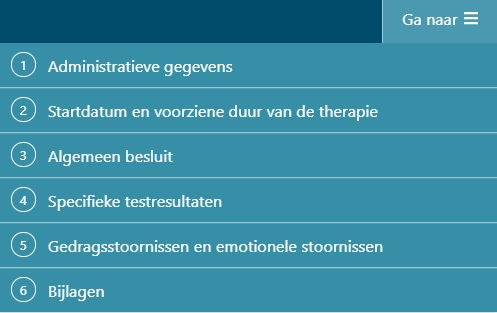 Ga naar
1 Administratieve gegevens
2 Startdatum en voorziene duur van de therapie
3 Algemeen besluit
4 Specifieke testresultaten
5 Gedragsstoornissen en emotionele stoornissen
6 Bijlagen